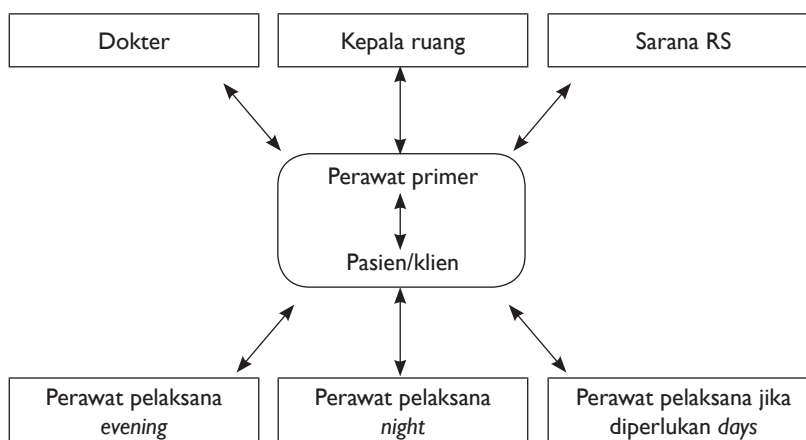 Dokter
Kepala ruang
Sarana RS
Perawat primer
Pasien/klien
Perawat pelaksana
evening
Perawat pelaksana
night
Perawat pelaksana jika
diperlukan days